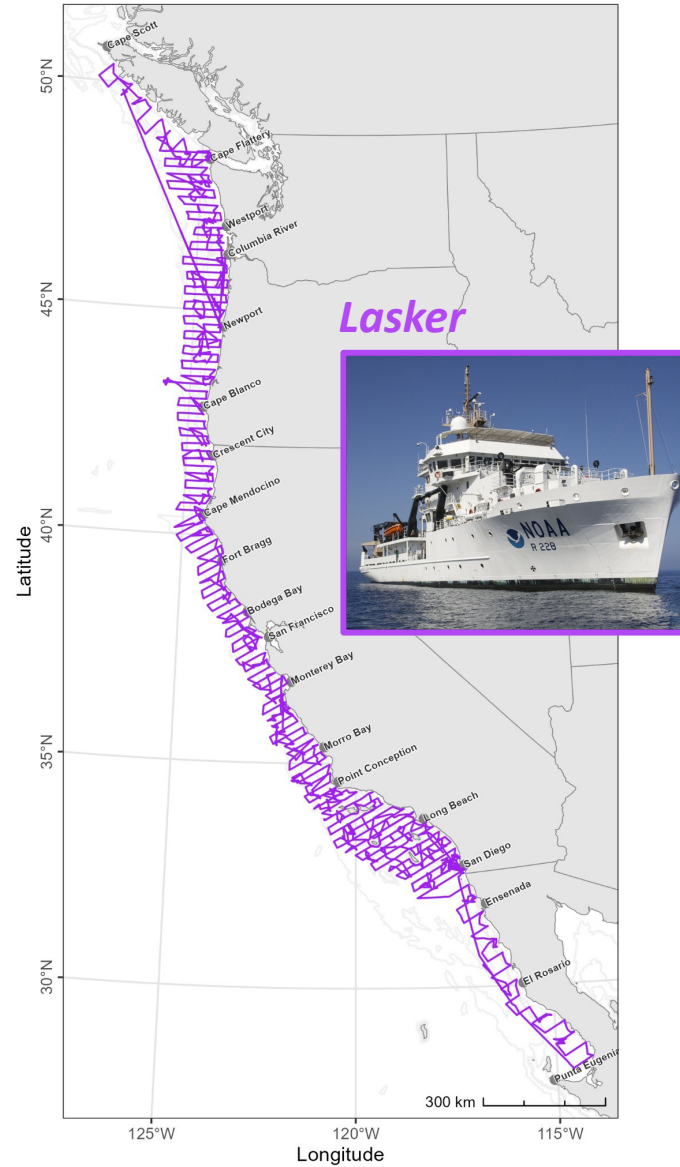 Cape Scott
50°N
Cape Flattery
Westport
Columbia River
45°N
Newport
Lasker
Cape Blanco
Crescent City
NOAA
R 228
Cape Mendocino
40°N
Fort Bragg
Latitude
Bodega Bay
San Francisco
Monterey Bay
35°N
Morro Bay
Point Conception
Long Beach
San Diego
Ensenada
30°N
El Rosario
Punta Eugenia
300 km
125°W 120°W 115°W
Longitude